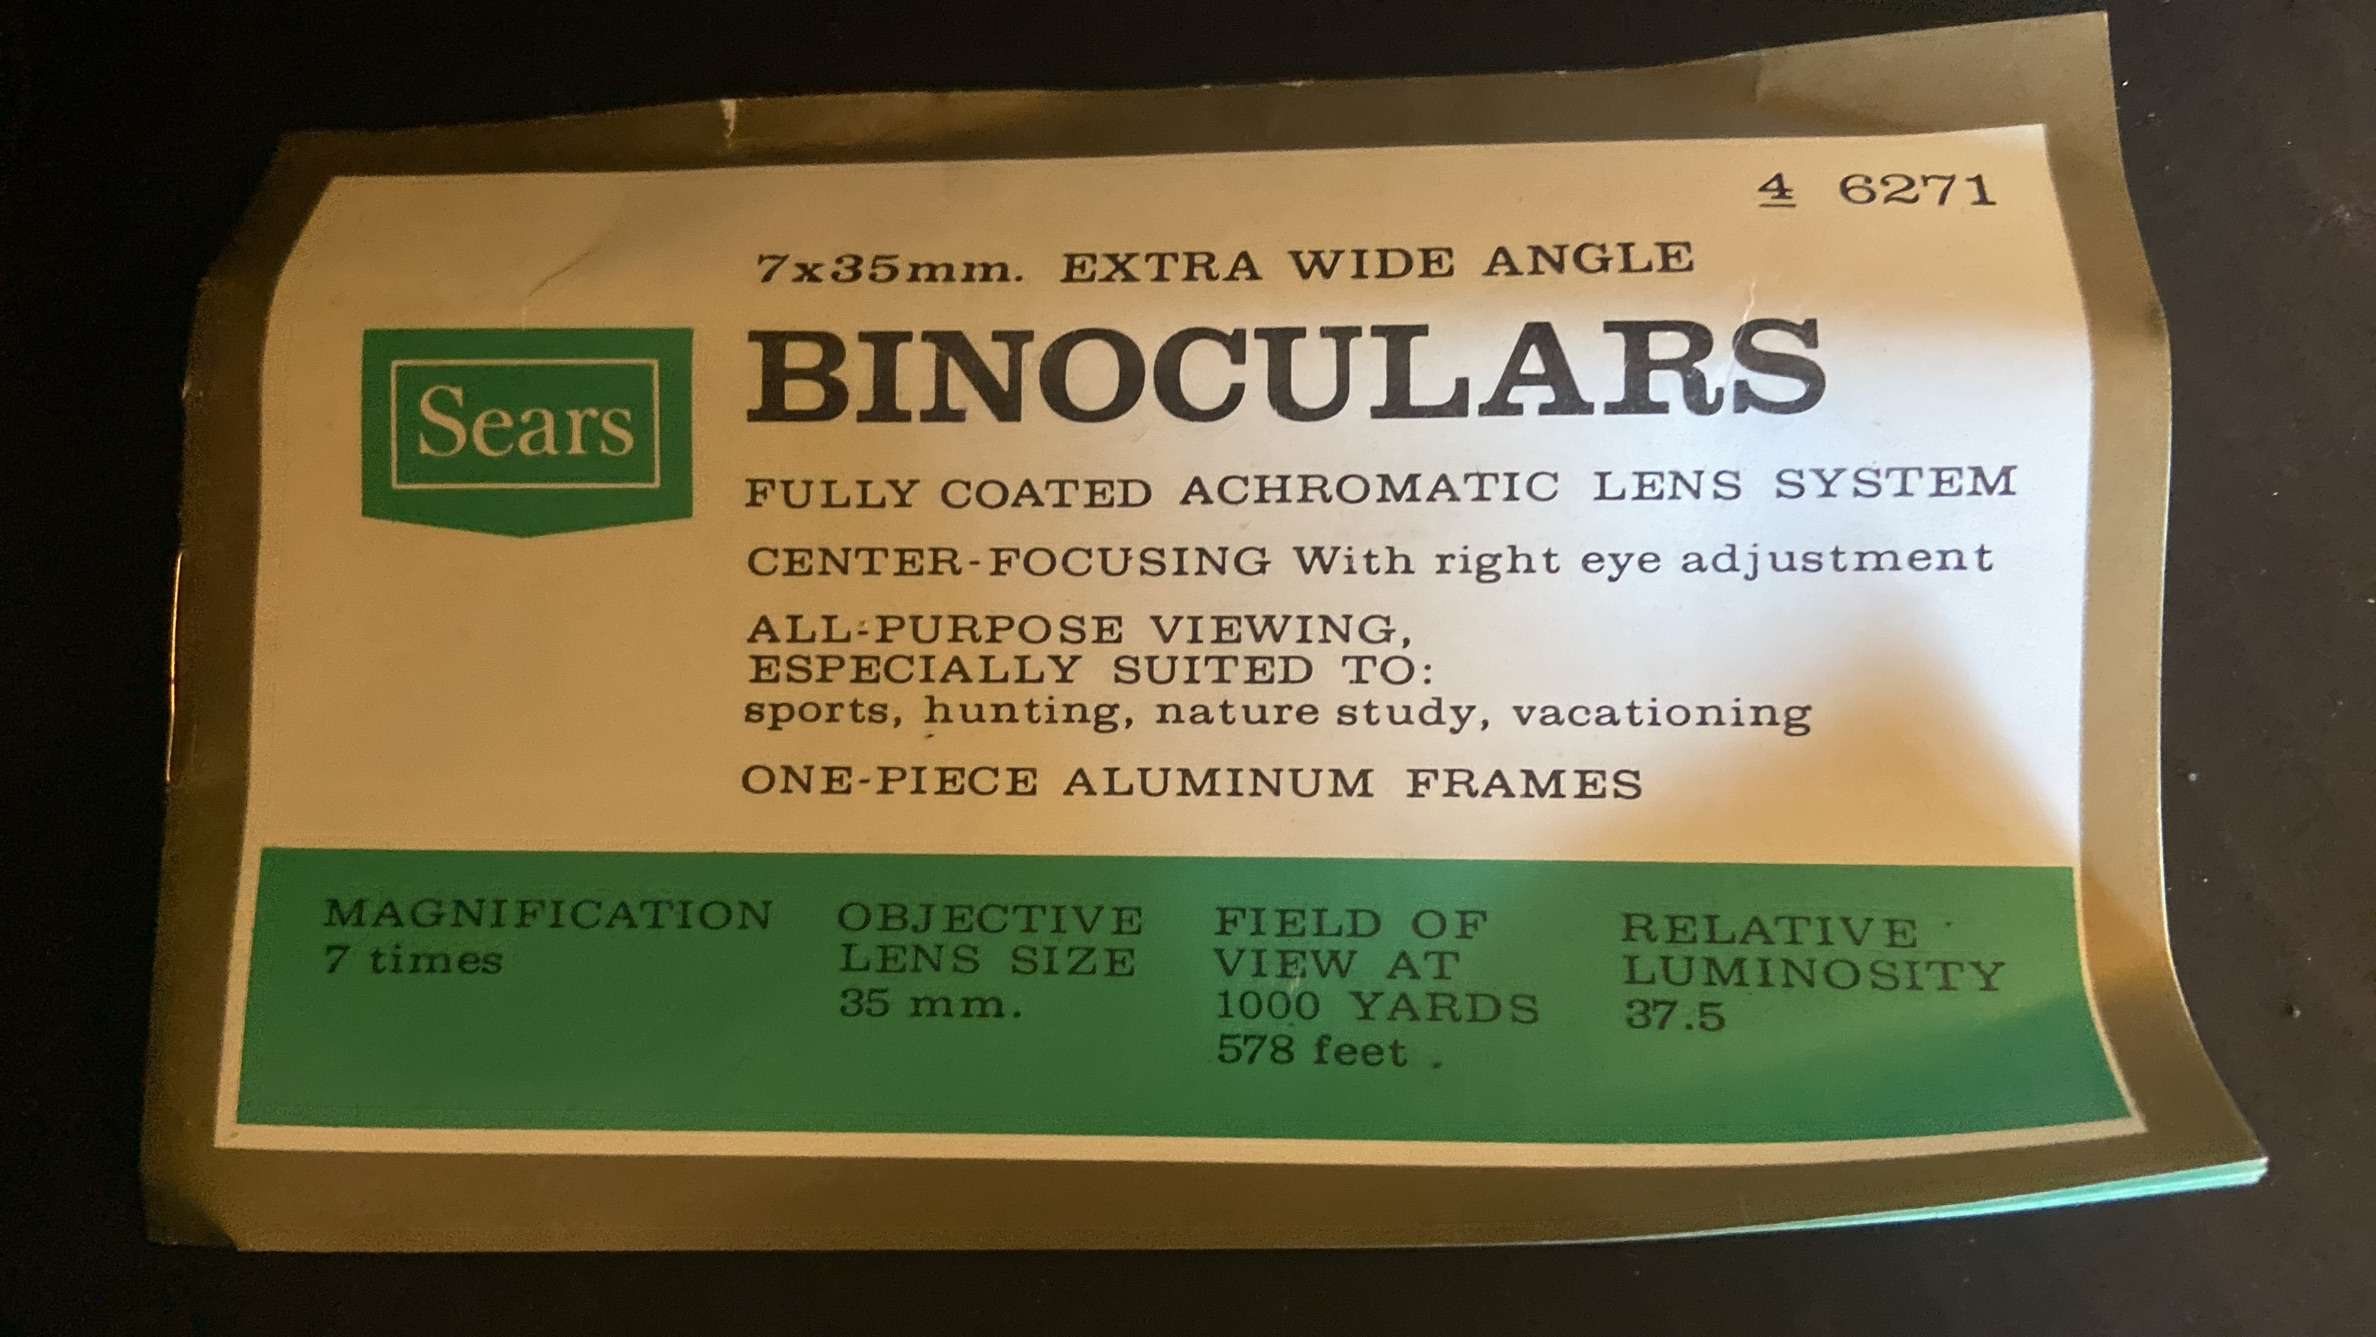 4 6271
7x35mm. EXTRA WIDE ANGLE
Sears
BINOCULARS
FULLY COATED ACHROMATIC LENS SYSTEM
CENTER-FOCUSING With right eye adjustment
ALL-PURPOSE VIEWING,
ESPECIALLY SUITED TO:
sports, hunting, nature study, vacationing
ONE-PIECE ALUMINUM FRAMES
MAGNIFICATION
7 times
OBJECTIVE
LENS SIZE
35 mm.
FIELD OF
VIEW AT
1000 YARDS
578 feet .
RELATIVE
LUMINOSITY
37.5